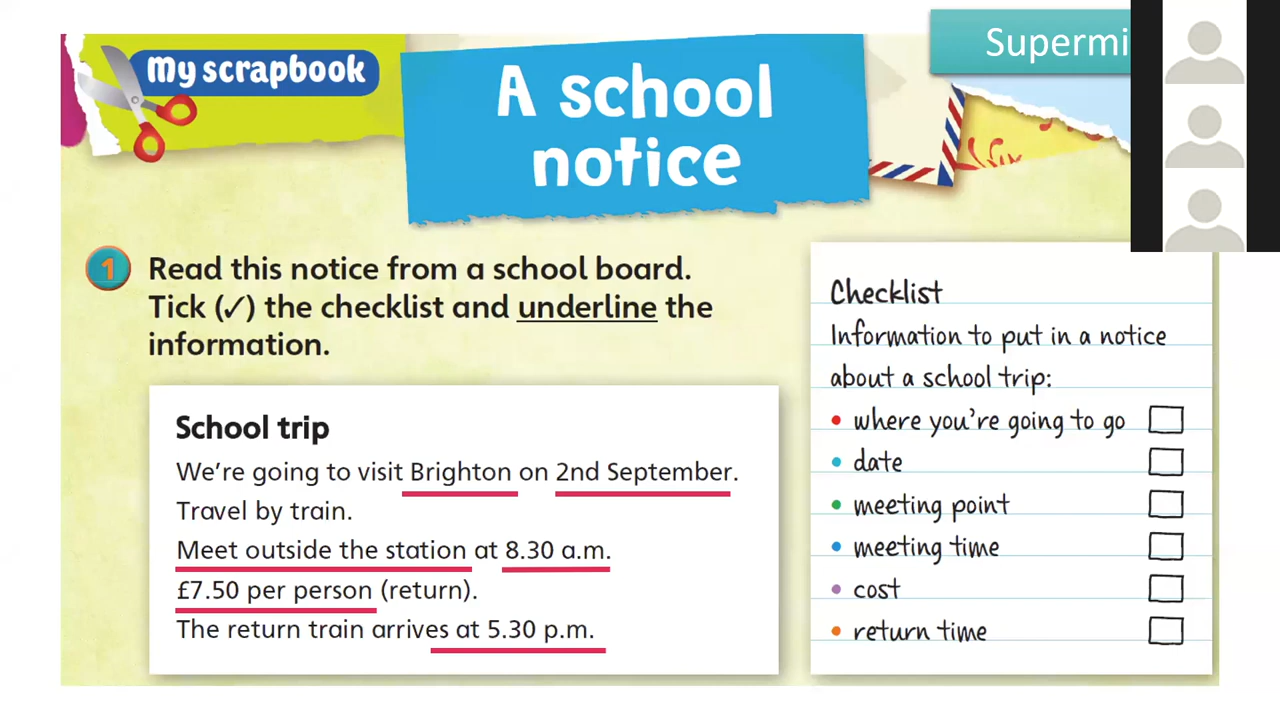 Supermi
My scrapbook
A school
notice
1 Read this notice from a school board.
Tick (✓) the checklist and underline the
information.
School trip
We're going to visit Brighton on 2nd September.
Travel by train.
Meet outside the station at 8.30 a.m.
£7.50 per person (return).
The return train arrives at 5.30 p.m.
Checklist
Information to put in a notice
about a school trip:
• where you're going to go
• date
• meeting point
• meeting time
• cost
• return time